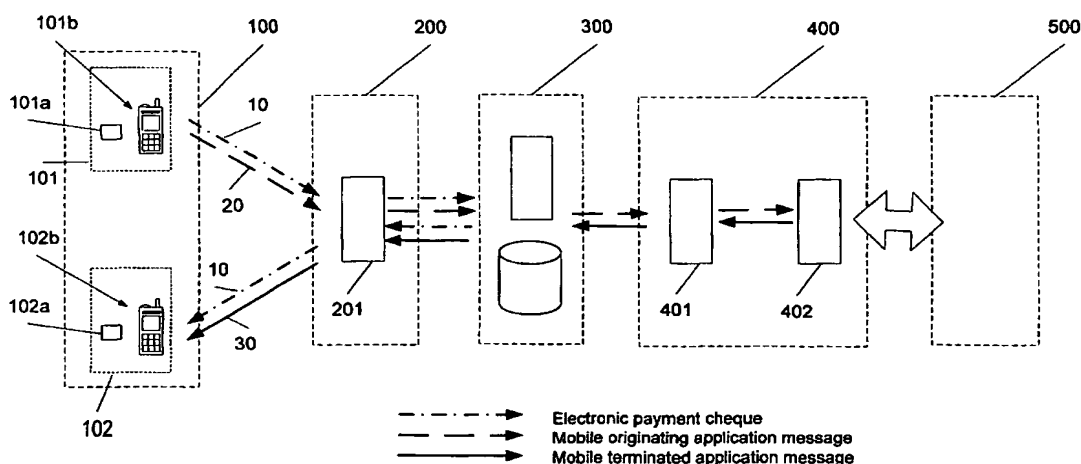 101b
100
200
300
400
500
101a
10
101
20
102b
10
102a
201
401
402
30
102
Electronic payment cheque
Mobile originating application message
Mobile terminated application message